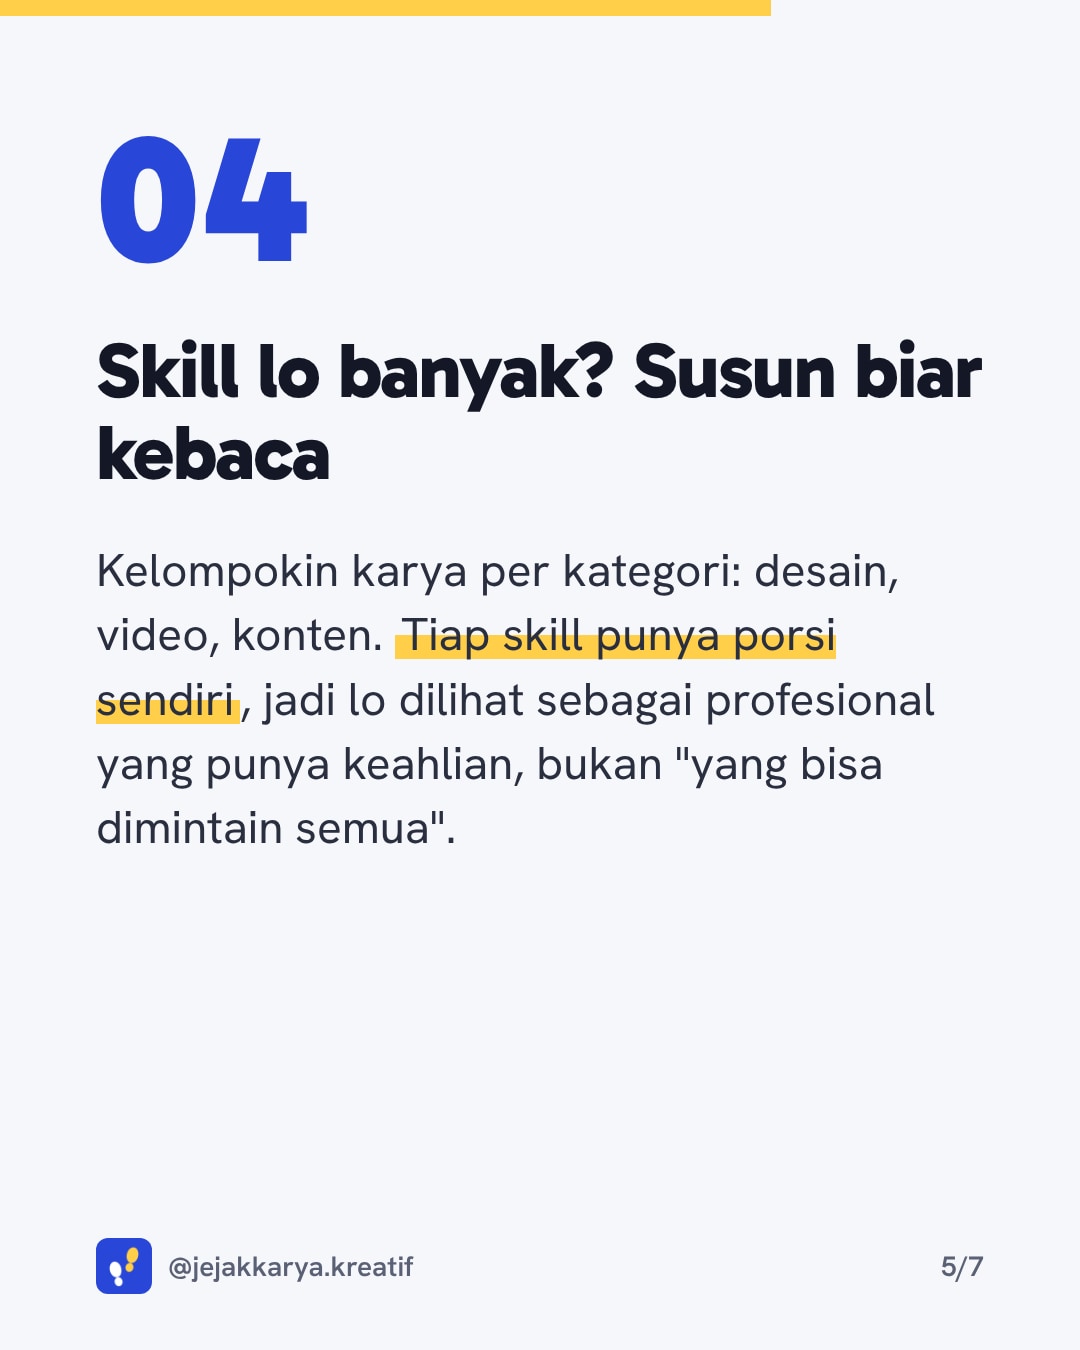 04
Skill lo banyak? Susun biar
kebaca
Kelompokin karya per kategori: desain,
video, konten. Tiap skill punya porsi
sendiri, jadi lo dilihat sebagai profesional
yang punya keahlian, bukan "yang bisa
dimintain semua".
@jejakkarya.kreatif
5/7